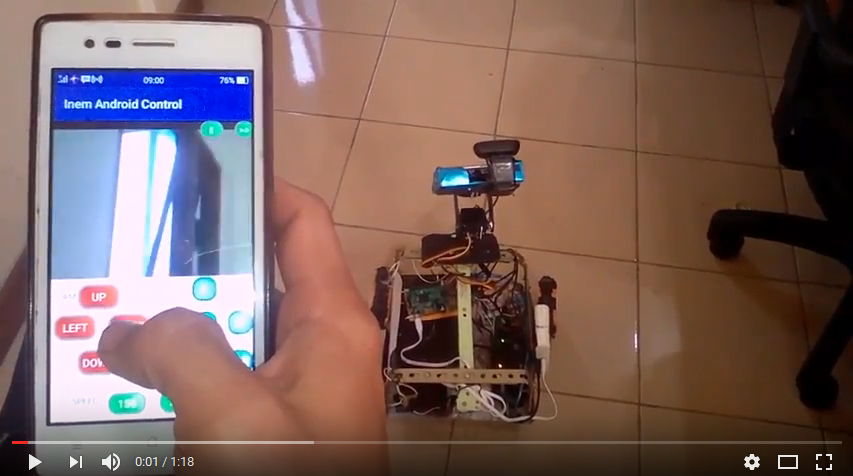 09:00 76%
Inem Android Control
UP
LEFT
DOW
150
0:01 / 1:18